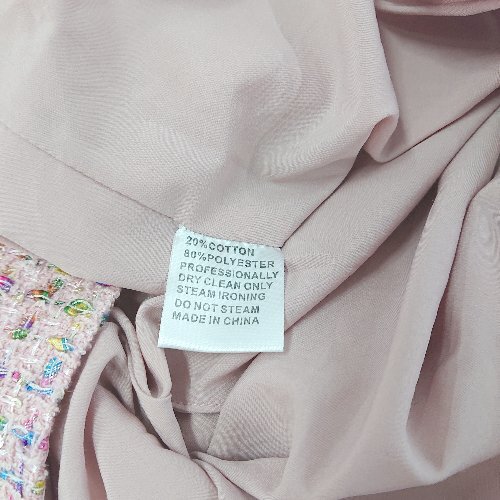 20%COTTON
80%POLYESTER
PROFESSIONALLY
DRY CLEAN ONLY
STEAM IRONING
DO NOT STEAM
MADE IN CHINA